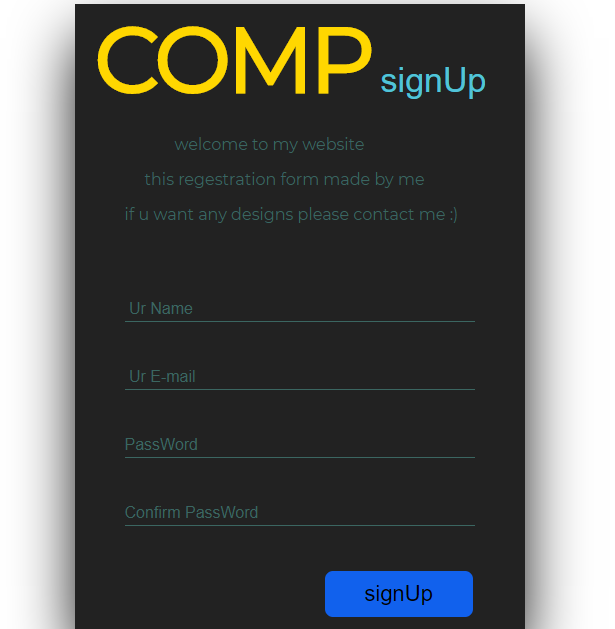 COMP signUp
welcome to my website
this regestration form made by me
if u want any designs please contact me :)
Ur Name
Ur E-mail
PassWord
Confirm PassWord
signUp